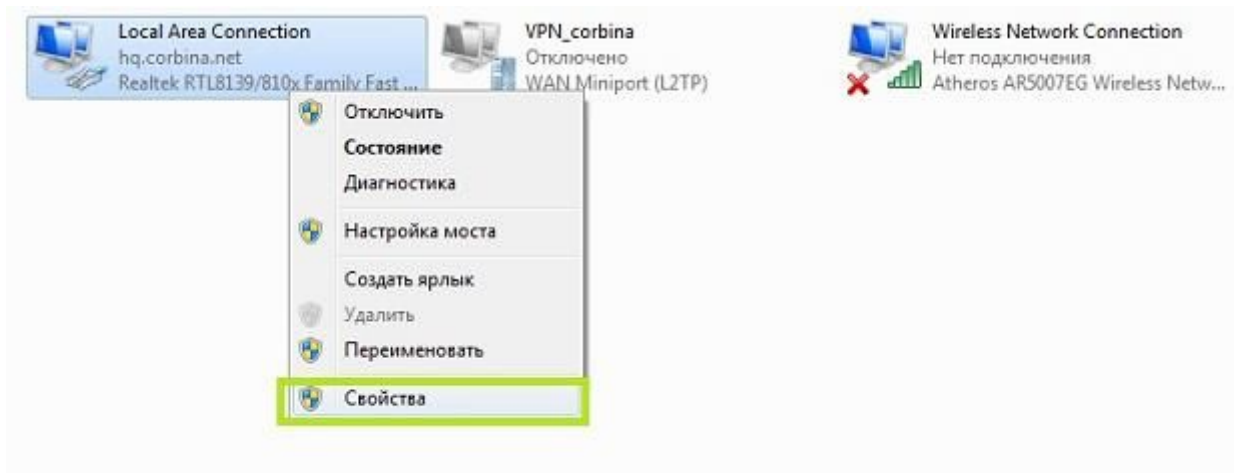 Local Area Connection
hq.corbina.net
Realtek RTL8139/810x Family Fast ...
VPN_corbina
Отключено
WAN Miniport (L2TP)
Wireless Network Connection
Нет подключения
Atheros AR5007EG Wireless Netw...
Отключить
Состояние
Диагностика
Настройка моста
Создать ярлык
Удалить
Переименовать
Свойства